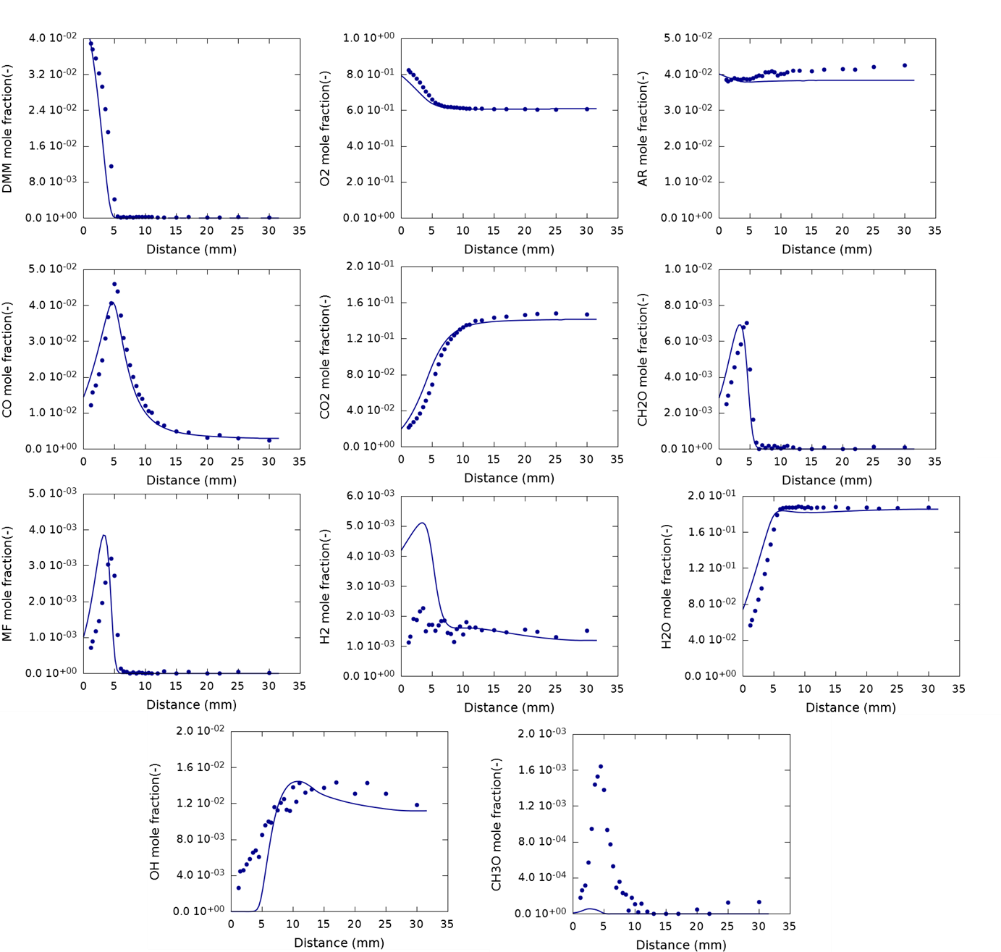 DMM mole fraction(-)
4.0 10-02
3.2 10-02
2.4 10-02
1.6 10-02
8.0 10-03
0.0 10+00
0 5 10 15 20 25 30 35
Distance (mm)
O2 mole fraction(-)
1.0 10+00
8.0 10-01
6.0 10-01
4.0 10-01
2.0 10-01
0.0 10+00
0 5 10 15 20 25 30 35
Distance (mm)
AR mole fraction(-)
5.0 10-02
4.0 10-02
3.0 10-02
2.0 10-02
1.0 10-02
0.0 10+00
0 5 10 15 20 25 30 35
Distance (mm)
CO mole fraction(-)
5.0 10-02
4.0 10-02
3.0 10-02
2.0 10-02
1.0 10-02
0.0 10+00
0 5 10 15 20 25 30 35
Distance (mm)
CO2 mole fraction(-)
2.0 10-01
1.6 10-01
1.2 10-01
8.0 10-02
4.0 10-02
0.0 10+00
0 5 10 15 20 25 30 35
Distance (mm)
CH2O mole fraction(-)
1.0 10-02
8.0 10-03
6.0 10-03
4.0 10-03
2.0 10-03
0.0 10+00
0 5 10 15 20 25 30 35
Distance (mm)
MF mole fraction(-)
5.0 10-03
4.0 10-03
3.0 10-03
2.0 10-03
1.0 10-03
0.0 10+00
0 5 10 15 20 25 30 35
Distance (mm)
H2 mole fraction(-)
6.0 10-03
5.0 10-03
4.0 10-03
3.0 10-03
2.0 10-03
1.0 10-03
0.0 10+00
0 5 10 15 20 25 30 35
Distance (mm)
H2O mole fraction(-)
2.0 10-01
1.6 10-01
1.2 10-01
8.0 10-02
4.0 10-02
0.0 10+00
0 5 10 15 20 25 30 35
Distance (mm)
OH mole fraction(-)
2.0 10-02
1.6 10-02
1.2 10-02
8.0 10-03
4.0 10-03
0.0 10+00
0 5 10 15 20 25 30 35
Distance (mm)
CH3O mole fraction(-)
2.0 10-03
1.6 10-03
1.2 10-03
8.0 10-04
4.0 10-04
0.0 10+00
0 5 10 15 20 25 30 35
Distance (mm)